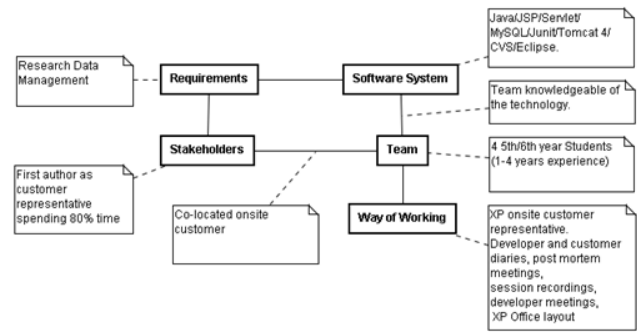 Java/JSP/Servlet/
MySQL/Junit/Tomcat 4/
CVS/Eclipse.
Research Data
Management
Requirements
Software System
Team knowledgeable of
the technology.
Stakeholders
Team
4 5th/6th year Students
(1-4 years experience)
First author as
customer
representative
spending 80% time
Co-located onsite
customer
Way of Working
XP onsite customer
representative.
Developer and customer
diaries, post mortem
meetings,
session recordings,
developer meetings,
XP Office layout